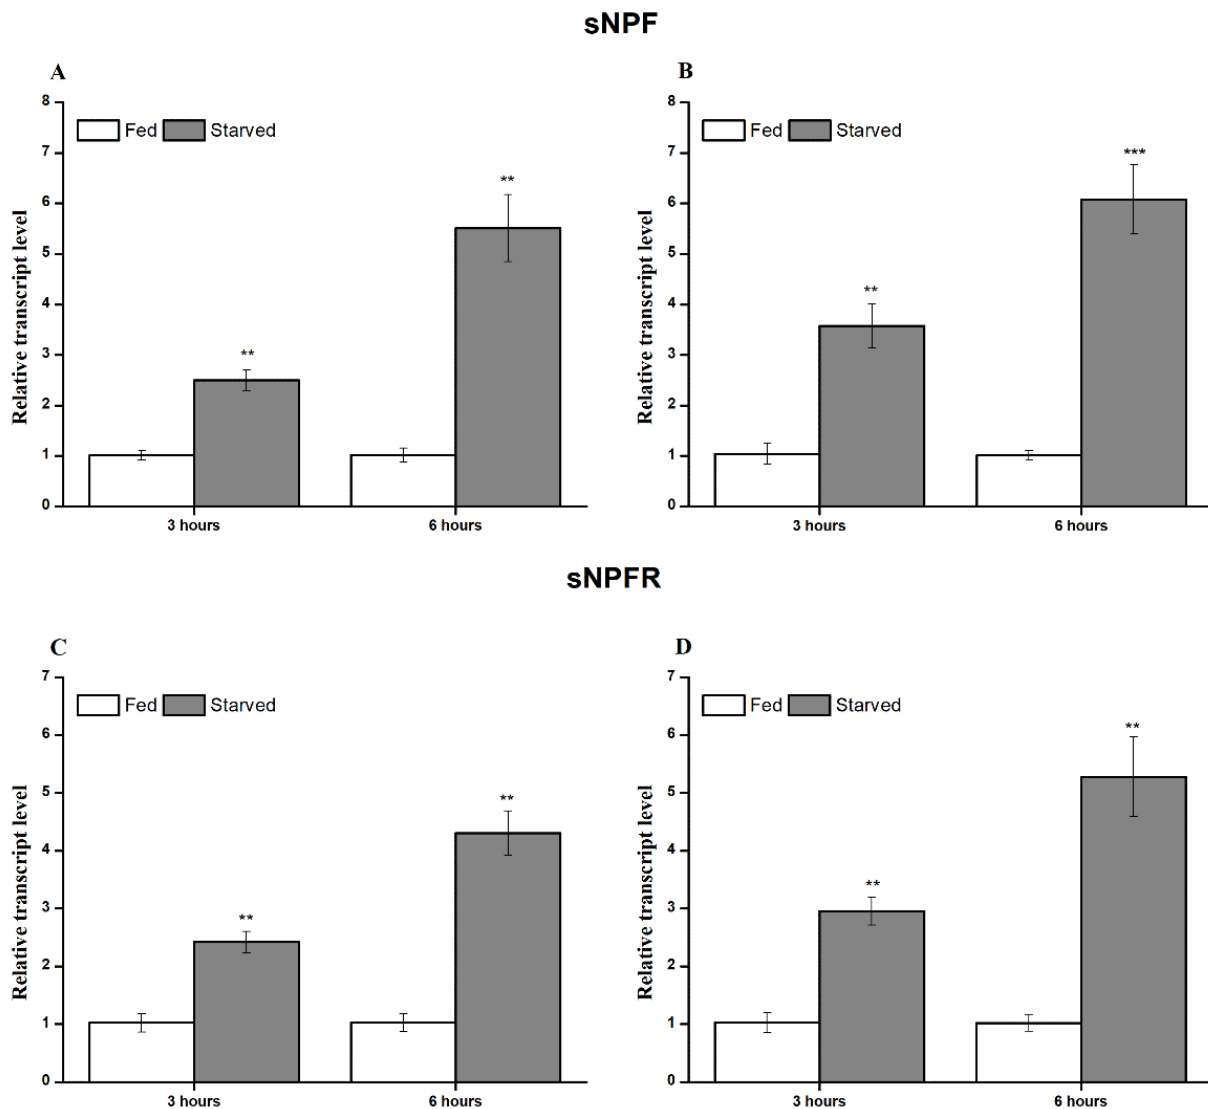 sNPF
A
8
7
6
5
4
3
2
1
0
Relative transcript level
Fed Starved
**
**
3 hours 6 hours
B
8
7
6
5
4
3
2
1
0
Relative transcript level
Fed Starved
**
***
3 hours 6 hours
sNPFR
C
7
6
5
4
3
2
1
0
Relative transcript level
Fed Starved
**
**
3 hours 6 hours
D
7
6
5
4
3
2
1
0
Relative transcript level
Fed Starved
**
**
3 hours 6 hours